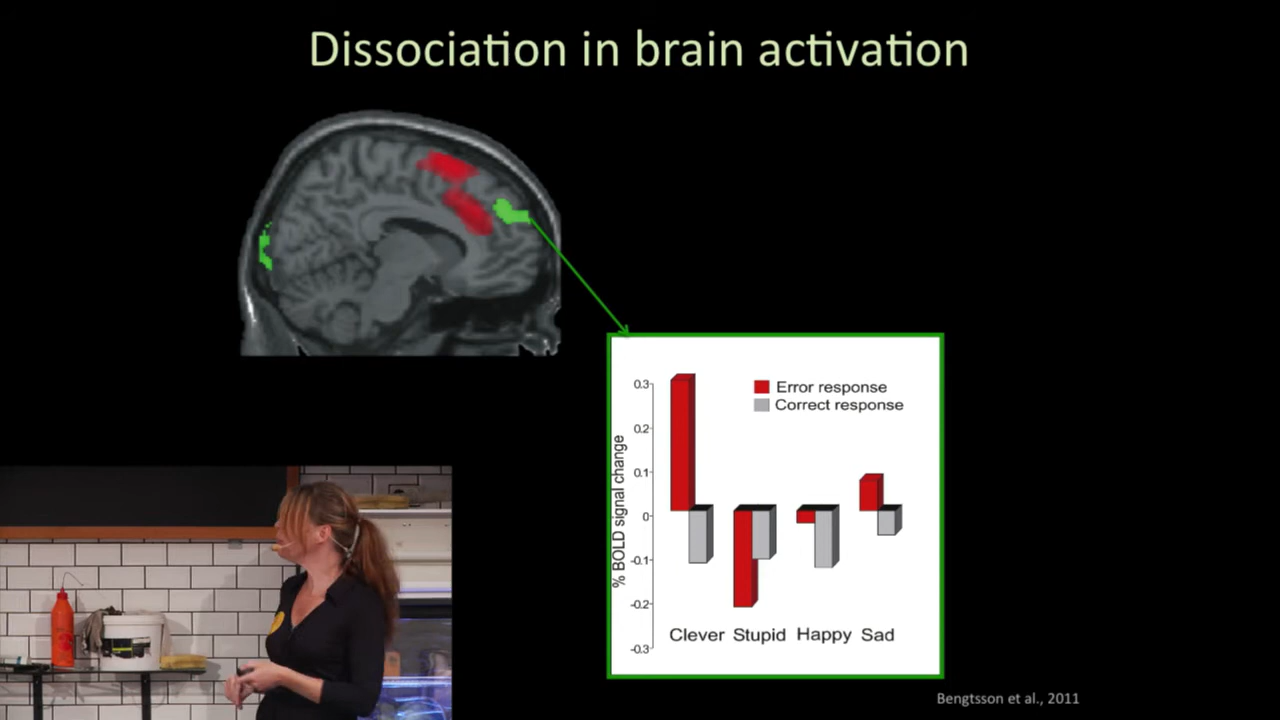 Dissociation in brain activation
Error response
Correct response
% BOLD signal change
0.3
0.2
0.1
0
-0.1
-0.2
-0.3
Clever Stupid Happy Sad
Bengtsson et al., 2011